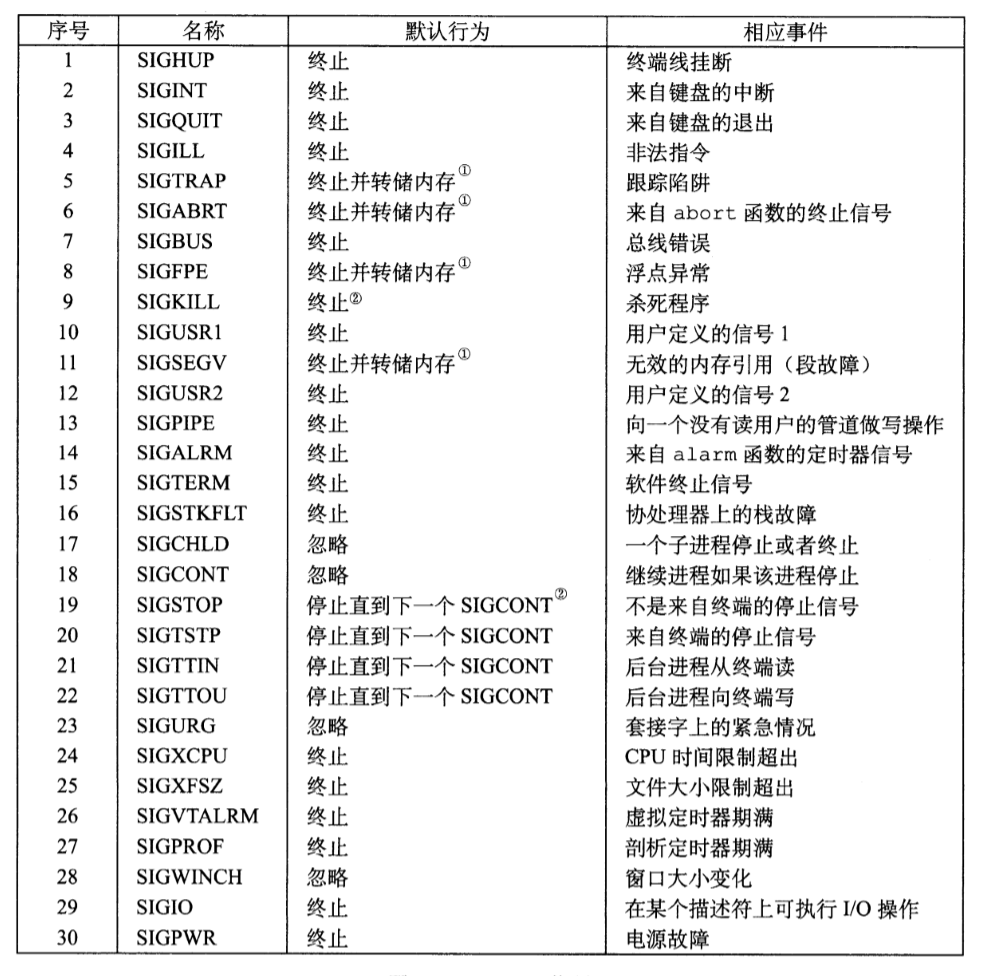 序号 名称 默认行为 相应事件
1 SIGHUP 终止 终端线挂断
2 SIGINT 终止 来自键盘的中断
3 SIGQUIT 终止 来自键盘的退出
4 SIGILL 终止 非法指令
5 SIGTRAP 终止并转储内存① 跟踪陷阱
6 SIGABRT 终止并转储内存① 来自 abort 函数的终止信号
7 SIGBUS 终止 总线错误
8 SIGFPE 终止并转储内存① 浮点异常
9 SIGKILL 终止② 杀死程序
10 SIGUSR1 终止 用户定义的信号 1
11 SIGSEGV 终止并转储内存① 无效的内存引用（段故障）
12 SIGUSR2 终止 用户定义的信号 2
13 SIGPIPE 终止 向一个没有读用户的管道做写操作
14 SIGALRM 终止 来自 alarm 函数的定时器信号
15 SIGTERM 终止 软件终止信号
16 SIGSTKFLT 终止 协处理器上的栈故障
17 SIGCHLD 忽略 一个子进程停止或者终止
18 SIGCONT 忽略 继续进程如果该进程停止
19 SIGSTOP 停止直到下一个 SIGCONT② 不是来自终端的停止信号
20 SIGTSTP 停止直到下一个 SIGCONT 来自终端的停止信号
21 SIGTTIN 停止直到下一个 SIGCONT 后台进程从终端读
22 SIGTTOU 停止直到下一个 SIGCONT 后台进程向终端写
23 SIGURG 忽略 套接字上的紧急情况
24 SIGXCPU 终止 CPU 时间限制超出
25 SIGXFSZ 终止 文件大小限制超出
26 SIGVTALRM 终止 虚拟定时器期满
27 SIGPROF 终止 剖析定时器期满
28 SIGWINCH 忽略 窗口大小变化
29 SIGIO 终止 在某个描述符上可执行 I/O 操作
30 SIGPWR 终止 电源故障